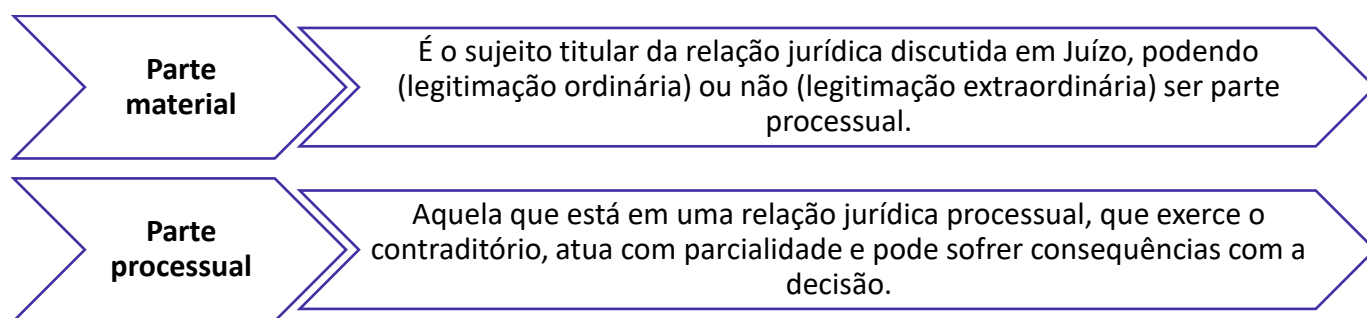 Parte
material
É o sujeito titular da relação jurídica discutida em Juízo, podendo
(legitimação ordinária) ou não (legitimação extraordinária) ser parte
processual.
Parte
processual
Aquela que está em uma relação jurídica processual, que exerce o
contraditório, atua com parcialidade e pode sofrer consequências com a
decisão.